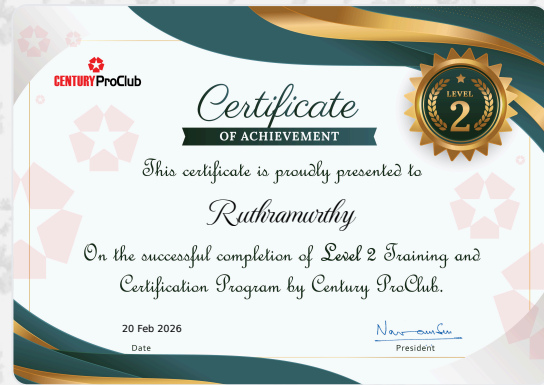 CENTURY ProClub
LEVEL
2
Certificate
OF ACHIEVEMENT
This certificate is proudly presented to
Ruthramurthy
On the successful completion of Level 2 Training and
Certification Program by Century ProClub.
20 Feb 2026
Date
President